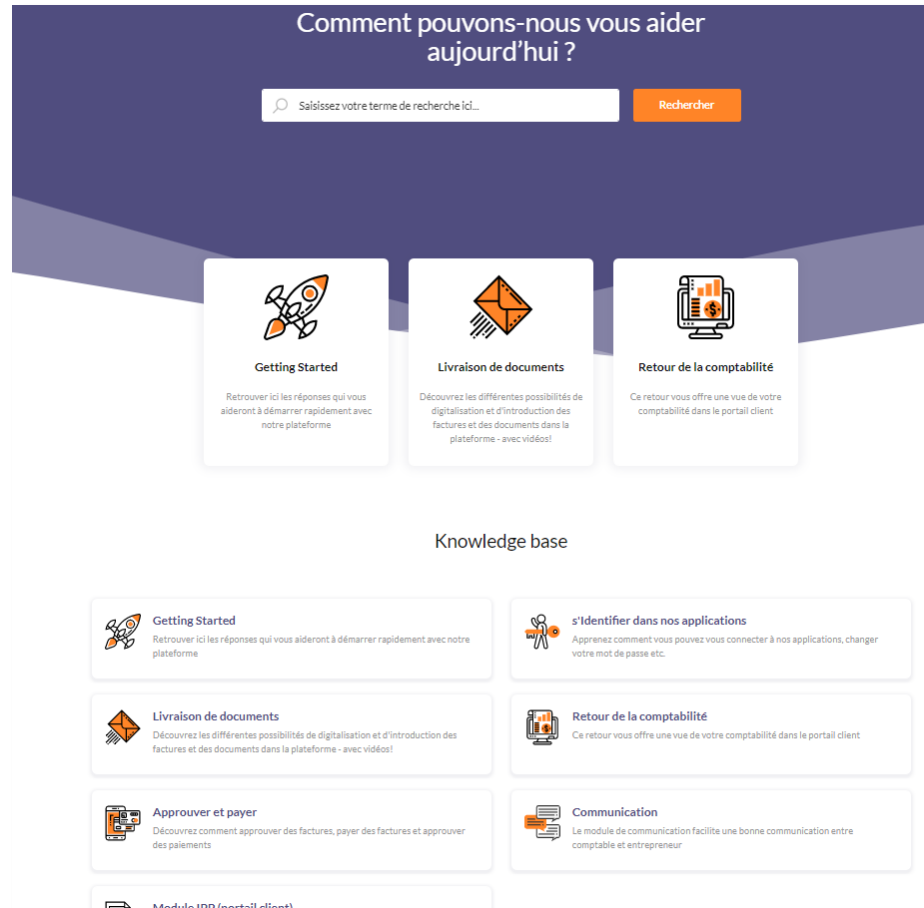 Comment pouvons-nous vous aider
aujourd'hui ?
Saisissez votre terme de recherche ici...
Rechercher
Getting Started
Retrouver ici les réponses qui vous
aideront à démarrer rapidement avec
notre plateforme
Livraison de documents
Découvrez les différentes possibilités de
digitalisation et d'introduction des
factures et des documents dans la
plateforme - avec vidéos!
Retour de la comptabilité
Ce retour vous offre une vue de votre
comptabilité dans le portail client
Knowledge base
Getting Started
Retrouver ici les réponses qui vous aideront à démarrer rapidement avec notre
plateforme
s'Identifier dans nos applications
Apprenez comment vous pouvez vous connecter à nos applications, changer
votre mot de passe etc.
Livraison de documents
Découvrez les différentes possibilités de digitalisation et d'introduction des
factures et des documents dans la plateforme - avec vidéos!
Retour de la comptabilité
Ce retour vous offre une vue de votre comptabilité dans le portail client
Approuver et payer
Découvrez comment approuver des factures, payer des factures et approuver
des paiements
Communication
Le module de communication facilite une bonne communication entre
comptable et entrepreneur
Module IPP (portail client)